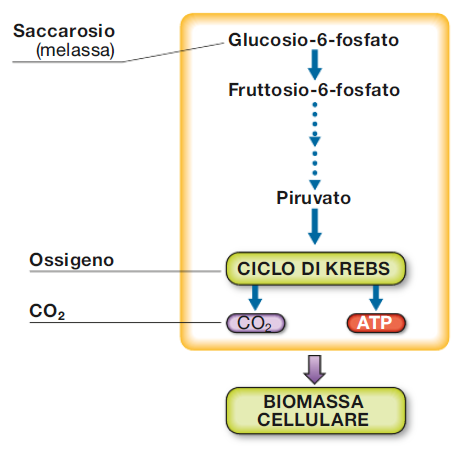 Saccarosio
(melassa)
Glucosio-6-fosfato
Fruttosio-6-fosfato
Piruvato
Ossigeno
CICLO DI KREBS
CO₂
CO₂
ATP
BIOMASSA
CELLULARE